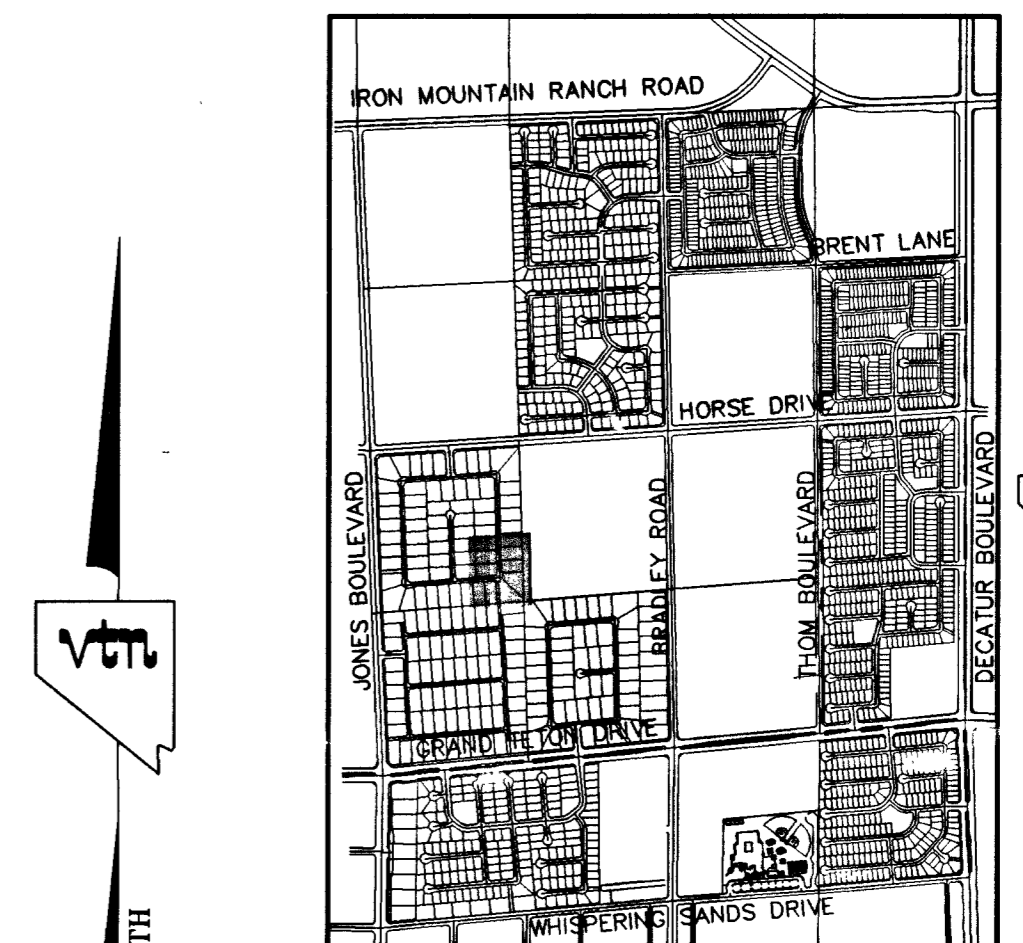 IRON MOUNTAIN RANCH ROAD
BRENT LANE
HORSE DRIVE
JONES BOULEVARD
BRADLEY ROAD
THOM BOULEVARD
DECATUR BOULEVARD
vtn
GRAND TETON DRIVE
WHISPERING SANDS DRIVE
TH